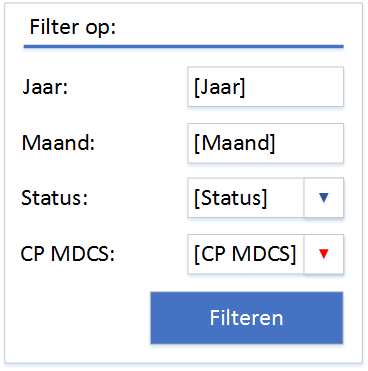 Filter op:
Jaar: [Jaar]
Maand: [Maand]
Status: [Status]
CP MDCS: [CP MDCS]
Filteren